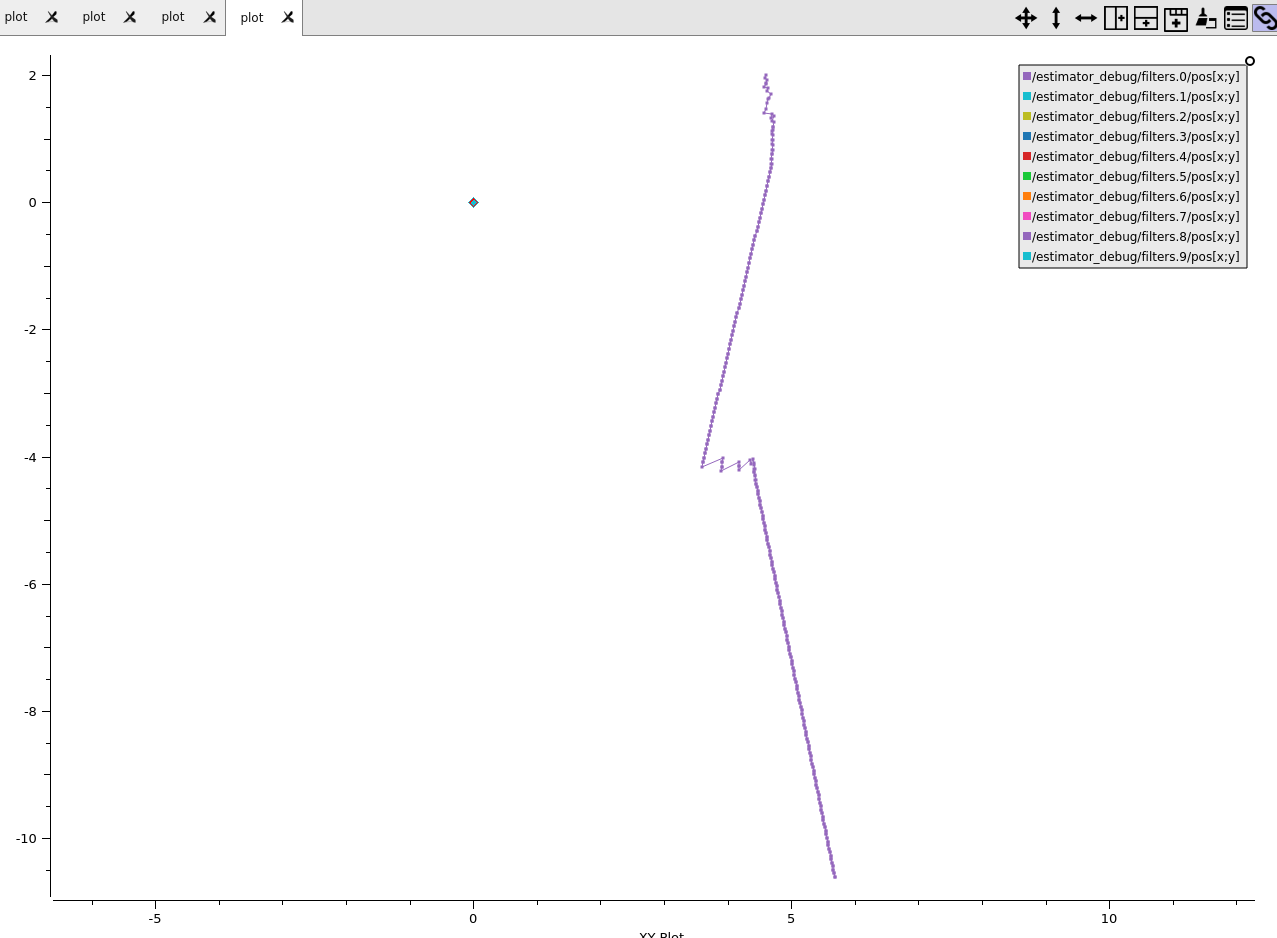 plot plot plot plot
/estimator_debug/filters.0/pos[x;y]
/estimator_debug/filters.1/pos[x;y]
/estimator_debug/filters.2/pos[x;y]
/estimator_debug/filters.3/pos[x;y]
/estimator_debug/filters.4/pos[x;y]
/estimator_debug/filters.5/pos[x;y]
/estimator_debug/filters.6/pos[x;y]
/estimator_debug/filters.7/pos[x;y]
/estimator_debug/filters.8/pos[x;y]
/estimator_debug/filters.9/pos[x;y]
2
0
-2
-4
-6
-8
-10
-5 0 5 10
XY Plot